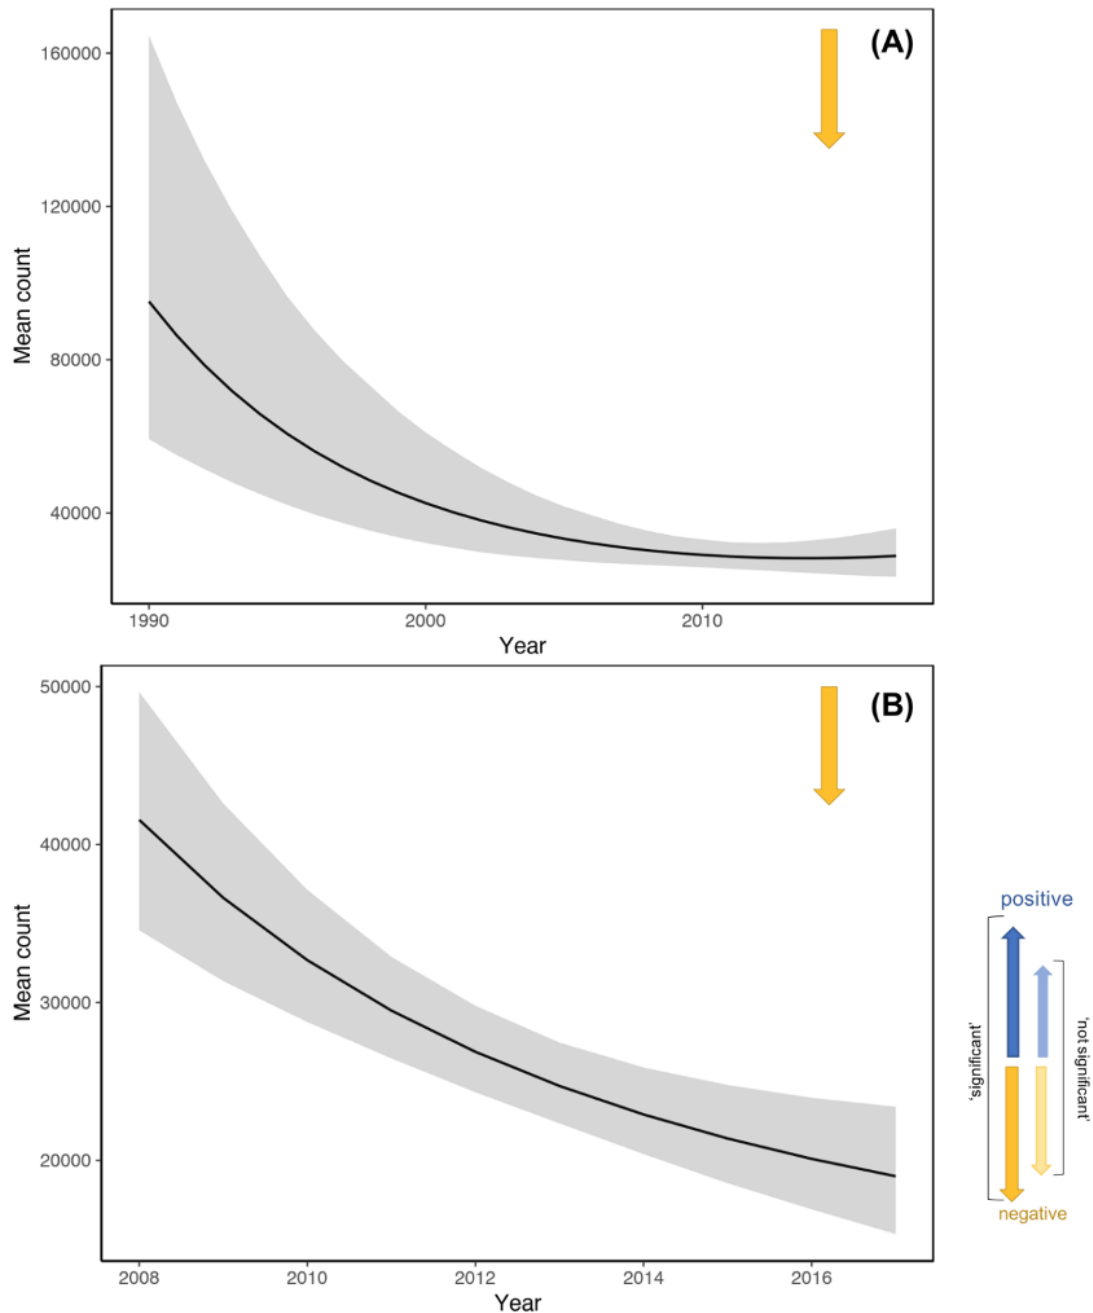 (A)
160000
120000
80000
40000
Mean count
1990
2000
2010
Year
(B)
50000
40000
30000
20000
Mean count
2008
2010
2012
2014
2016
Year
positive
'significant'
'not significant'
negative